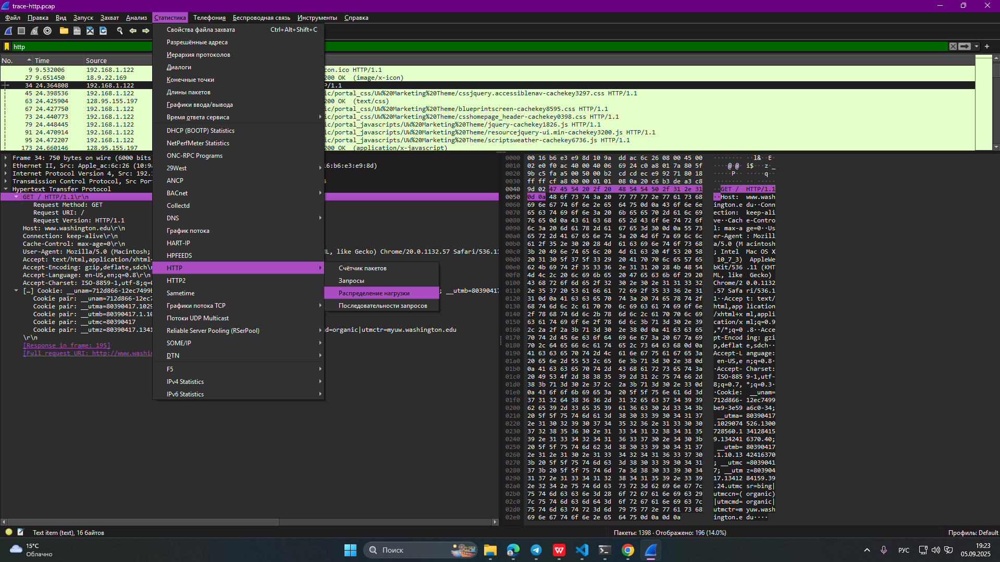 trace-http.pcap
Файл Правка Вид Запуск Захват Анализ Статистика Телефония Беспроводная связь Инструменты Справка
http
No. Time Source
9 9.532006 192.168.1.122 con.ico HTTP/1.1
27 9.651450 18.9.22.169 200 OK (image/x-icon)
34 24.364808 192.168.1.122 P/1.1
45 24.398536 192.168.1.122 ic/portal_css/UW%20Marketing%20Theme/cssjquery.accessiblenav-cachekey3297.css HTTP/1.1
63 24.425904 128.95.155.197 200 OK (text/css)
67 24.427750 192.168.1.122 ic/portal_css/UW%20Marketing%20Theme/blueprintscreen-cachekey8595.css HTTP/1.1
73 24.440773 192.168.1.122 ic/portal_css/UW%20Marketing%20Theme/csshomepage_header-cachekey0398.css HTTP/1.1
79 24.448445 192.168.1.122 ic/portal_javascripts/UW%20Marketing%20Theme/jquery-cachekey1826.js HTTP/1.1
91 24.470914 192.168.1.122 ic/portal_javascripts/UW%20Marketing%20Theme/resourcejquery-ui.min-cachekey3200.js HTTP/1.1
95 24.472207 192.168.1.122 ic/portal_javascripts/UW%20Marketing%20Theme/scriptsweather-cachekey6736.js HTTP/1.1
173 24.660146 128.95.155.197 200 OK (application/x-javascript)
Свойства файла захвата Ctrl+Alt+Shift+C
Разрешённые адреса
Иерархия протоколов
Диалоги
Конечные точки
Длины пакетов
Графики ввода/вывода
Время ответа сервиса
DHCP (BOOTP) Statistics
NetPerfMeter Statistics
ONC-RPC Programs
29West
ANCP
BACnet
Collectd
DNS
График потока
HART-IP
HPFEEDS
HTTP
HTTP2
Sametime
Графики потока TCP
Потоки UDP Multicast
Reliable Server Pooling (RSerPool)
SOME/IP
DTN
F5
IPv4 Statistics
IPv6 Statistics
Счётчик пакетов
Запросы
Распределение нагрузки
Последовательности запросов
Frame 34: 750 bytes on wire (6000 bits
Ethernet II, Src: Apple_ac:6c:26 (10:9a 16:b6:e3:e9:8d)
Internet Protocol Version 4, Src: 192.1
Transmission Control Protocol, Src Port 4
Hypertext Transfer Protocol
GET / HTTP/1.1\r\n
Request Method: GET
Request URI: /
Request Version: HTTP/1.1
Host: www.washington.edu\r\n
Connection: keep-alive\r\n
Cache-Control: max-age=0\r\n
User-Agent: Mozilla/5.0 (Macintosh; ML, like Gecko) Chrome/20.0.1132.57 Safari/536.11
Accept: text/html,application/xhtml+
Accept-Encoding: gzip,deflate,sdch\r
Accept-Language: en-US,en;q=0.8\r\n
Accept-Charset: ISO-8859-1,utf-8;q=0
[…] Cookie: __unam=712d866-12ec7499b ; __utmb=80390417
Cookie pair: __unam=712d866-12ec7
Cookie pair: __utma=80390417.1029
Cookie pair: __utmb=80390417.1.10
Cookie pair: __utmc=80390417
Cookie pair: __utmz=80390417.1341 md=organic|utmctr=myuw.washington.edu
\r\n
[Response in frame: 195]
[Full request URI: http://www.washin
0000 00 16 b6 e3 e9 8d 10 9a dd ac 6c 26 08 00 45 00 ········ ··l&··E·
0010 02 e0 f0 ac 40 00 40 06 69 24 c0 a8 01 7a 80 5f ····@·@· i$···z·_
0020 9b c5 fa a5 00 50 00 b2 cd cd ec e9 92 71 80 18 ·····P·· ·····q··
0030 ff ff cf a8 00 00 01 01 08 0a 20 c6 b3 de a3 c8 ········ ·· ·····
0040 9d 02 47 45 54 20 2f 20 48 54 54 50 2f 31 2e 31 ··GET / HTTP/1.1
0050 0d 0a 48 6f 73 74 3a 20 77 77 77 2e 77 61 73 68 ··Host: www.wash
0060 69 6e 67 74 6f 6e 2e 65 64 75 0d 0a 43 6f 6e 6e ington.e du··Conn
0070 65 63 74 69 6f 6e 3a 20 6b 65 65 70 2d 61 6c 69 ection: keep-ali
0080 76 65 0d 0a 43 61 63 68 65 2d 43 6f 6e 74 72 6f ve··Cach e-Contro
0090 6c 3a 20 6d 61 78 2d 61 67 65 3d 30 0d 0a 55 73 l: max-a ge=0··Us
00a0 65 72 2d 41 67 65 6e 74 3a 20 4d 6f 7a 69 6c 6c er-Agent : Mozill
00b0 61 2f 35 2e 30 20 28 4d 61 63 69 6e 74 6f 73 68 a/5.0 (M acintosh
00c0 3b 20 49 6e 74 65 6c 20 4d 61 63 20 4f 53 20 58 ; Intel Mac OS X
00d0 20 31 30 5f 37 5f 33 29 20 41 70 70 6c 65 57 65 10_7_3) AppleWe
00e0 62 4b 69 74 2f 35 33 36 2e 31 31 20 28 4b 48 54 bKit/536 .11 (KHT
00f0 4d 4c 2c 20 6c 69 6b 65 20 47 65 63 6b 6f 29 20 ML, like Gecko)
0100 43 68 72 6f 6d 65 2f 32 30 2e 30 2e 31 31 33 32 Chrome/2 0.0.1132
0110 2e 35 37 20 53 61 66 61 72 69 2f 35 33 36 2e 31 .57 Safa ri/536.1
0120 31 0d 0a 41 63 63 65 70 74 3a 20 74 65 78 74 2f 1··Accep t: text/
0130 68 74 6d 6c 2c 61 70 70 6c 69 63 61 74 69 6f 6e html,app lication
0140 2f 78 68 74 6d 6c 2b 78 6d 6c 2c 61 70 70 6c 69 /xhtml+x ml,appli
0150 63 61 74 69 6f 6e 2f 78 6d 6c 3b 71 3d 30 2e 39 cation/x ml;q=0.9
0160 2c 2a 2f 2a 3b 71 3d 30 2e 38 0d 0a 41 63 63 65 ,*/*;q=0 .8··Acce
0170 70 74 2d 45 6e 63 6f 64 69 6e 67 3a 20 67 7a 69 pt-Encod ing: gzi
0180 70 2c 64 65 66 6c 61 74 65 2c 73 64 63 68 0d 0a p,deflat e,sdch··
0190 41 63 63 65 70 74 2d 4c 61 6e 67 75 61 67 65 3a Accept-L anguage:
01a0 20 65 6e 2d 55 53 2c 65 6e 3b 71 3d 30 2e 38 0d en-US,e n;q=0.8·
01b0 0a 41 63 63 65 70 74 2d 43 68 61 72 73 65 74 3a ·Accept- Charset:
01c0 20 49 53 4f 2d 38 38 35 39 2d 31 2c 75 74 66 2d ISO-885 9-1,utf-
01d0 38 3b 71 3d 30 2e 37 2c 2a 3b 71 3d 30 2e 33 0d 8;q=0.7, *;q=0.3·
01e0 0a 43 6f 6f 6b 69 65 3a 20 5f 5f 75 6e 61 6d 3d ·Cookie: __unam=
01f0 37 31 32 64 38 36 36 2d 31 32 65 63 37 34 39 39 712d866- 12ec7499
0200 62 65 39 2d 33 65 35 39 61 36 63 30 2d 33 34 3b be9-3e59 a6c0-34;
0210 20 5f 5f 75 74 6d 61 3d 38 30 33 39 30 34 31 37 __utma= 80390417
0220 2e 31 30 32 39 30 37 34 35 32 36 2e 31 33 30 30 .1029074 526.1300
0230 37 32 38 35 36 30 2e 31 33 34 31 32 38 34 31 35 728560.1 34128415
0240 39 2e 31 33 34 32 34 31 36 33 37 30 2e 34 30 3b 9.134241 6370.40;
0250 20 5f 5f 75 74 6d 62 3d 38 30 33 39 30 34 31 37 __utmb= 80390417
0260 2e 31 2e 31 30 2e 31 33 34 32 34 31 36 33 37 30 .1.10.13 42416370
0270 3b 20 5f 5f 75 74 6d 63 3d 38 30 33 39 30 34 31 ; __utmc =8039041
0280 37 3b 20 5f 5f 75 74 6d 7a 3d 38 30 33 39 30 34 7; __utm z=803904
0290 31 37 2e 31 33 34 31 32 38 34 31 35 39 2e 33 39 17.13412 84159.39
02a0 2e 32 34 2e 75 74 6d 63 73 72 3d 62 69 6e 67 7c .24.utmc sr=bing|
02b0 75 74 6d 63 63 6e 3d 28 6f 72 67 61 6e 69 63 29 utmccn=( organic)
02c0 7c 75 74 6d 63 6d 64 3d 6f 72 67 61 6e 69 63 7c |utmcmd= organic|
02d0 75 74 6d 63 74 72 3d 6d 79 75 77 2e 77 61 73 68 utmctr=m yuw.wash
02e0 69 6e 67 74 6f 6e 2e 65 64 75 0d 0a 0d 0a ington.e du····
Text item (text), 16 байтов
Пакеты: 1398 · Отображено: 196 (14.0%)
Профиль: Default
15°C
Облачно
Поиск
РУС
19:23
05.09.2025